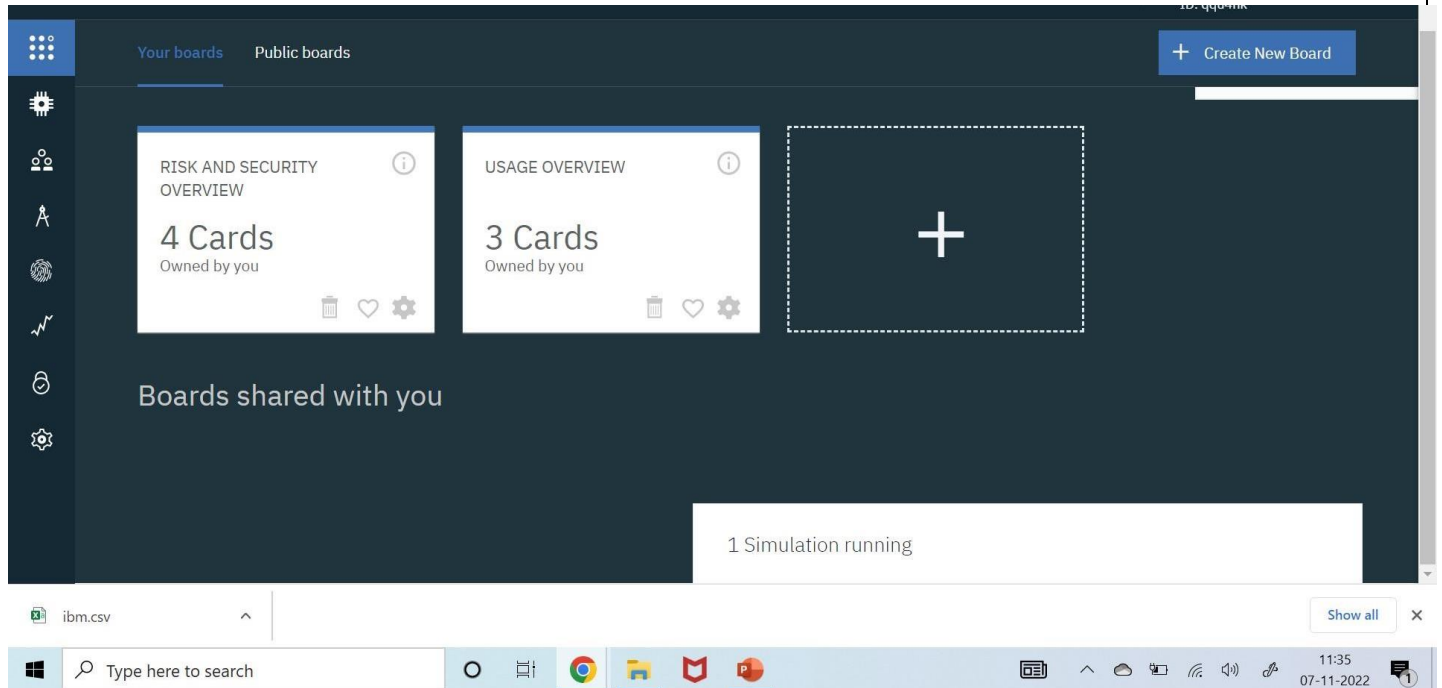 Your boards Public boards
+ Create New Board
RISK AND SECURITY
OVERVIEW
4 Cards
Owned by you
USAGE OVERVIEW
3 Cards
Owned by you
Boards shared with you
1 Simulation running
ibm.csv
Show all
Type here to search
11:35
07-11-2022